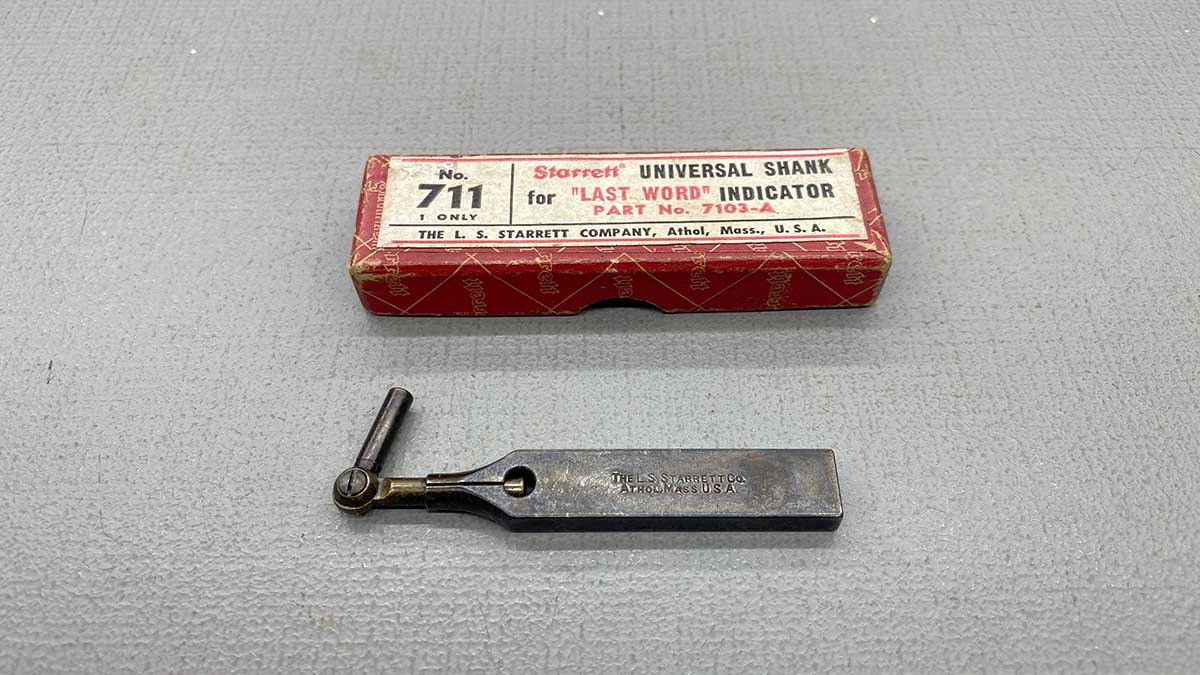 No.
711
1 ONLY
Starrett UNIVERSAL SHANK
for "LAST WORD" INDICATOR
PART No. 7103-A
THE L. S. STARRETT COMPANY, Athol, Mass., U. S. A.
THE L.S. STARRETT CO.
ATHOL, MASS U.S.A.